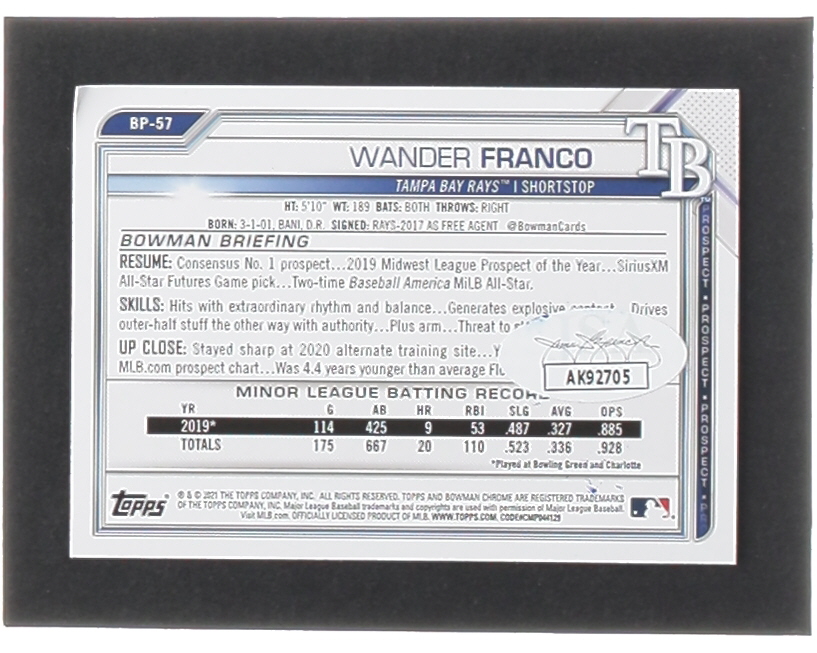 BP-57
TB
WANDER FRANCO
TAMPA BAY RAYS™ | SHORTSTOP
HT: 5'10" WT: 189 BATS: BOTH THROWS: RIGHT
BORN: 3-1-01, BANI, D.R. SIGNED: RAYS-2017 AS FREE AGENT @BowmanCards
BOWMAN BRIEFING
RESUME: Consensus No. 1 prospect...2019 Midwest League Prospect of the Year...SiriusXM
All-Star Futures Game pick...Two-time Baseball America MiLB All-Star.
SKILLS: Hits with extraordinary rhythm and balance...Generates explosive contact...Drives
outer-half stuff the other way with authority...Plus arm...Threat to
UP CLOSE: Stayed sharp at 2020 alternate training site...
MLB.com prospect chart...Was 4.4 years younger than average
AK92705
MINOR LEAGUE BATTING RECORD
YR G AB HR RBI SLG AVG OPS
2019* 114 425 9 53 .487 .327 .885
TOTALS 175 667 20 110 .523 .336 .928
*Played at Bowling Green and Charlotte
PROSPECT • PROSPECT • PROSPECT • PR
Topps
® & © 2021 THE TOPPS COMPANY, INC. ALL RIGHTS RESERVED. TOPPS AND BOWMAN CHROME ARE REGISTERED TRADEMARKS
OF THE TOPPS COMPANY, INC. Major League Baseball trademarks and copyrights are used with permission of Major League Baseball.
Visit MLB.com. OFFICIALLY LICENSED PRODUCT OF MLB. WWW.TOPPS.COM. CODE#CMP044129